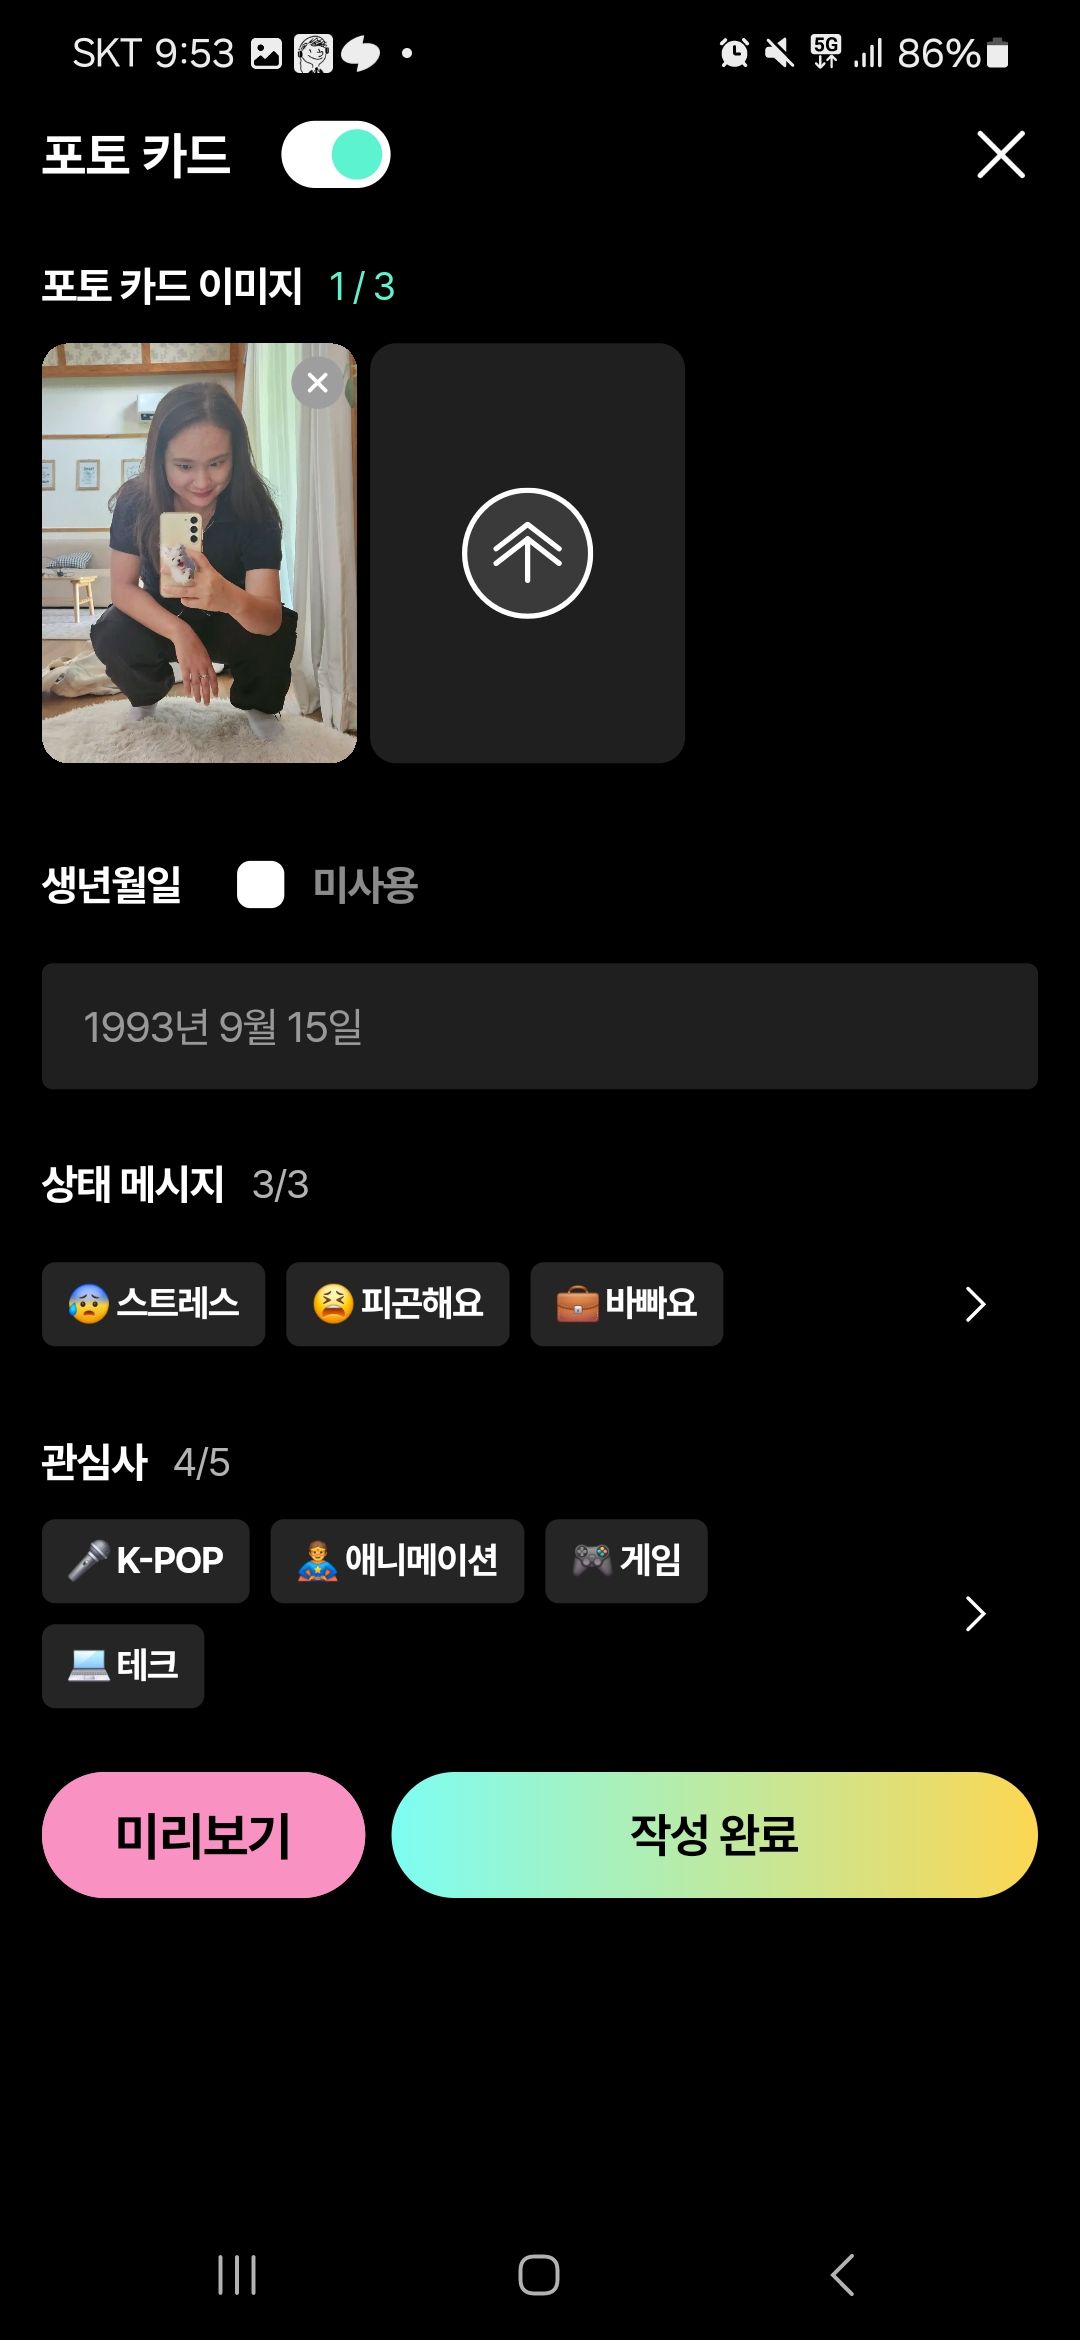 SKT 9:53 5G 86%
포토 카드
포토 카드 이미지 1 / 3
생년월일 미사용
1993년 9월 15일
상태 메시지 3/3
😰 스트레스 😫 피곤해요 💼 바빠요
관심사 4/5
🎤 K-POP 🦸 애니메이션 🎮 게임
💻 테크
미리보기 작성 완료